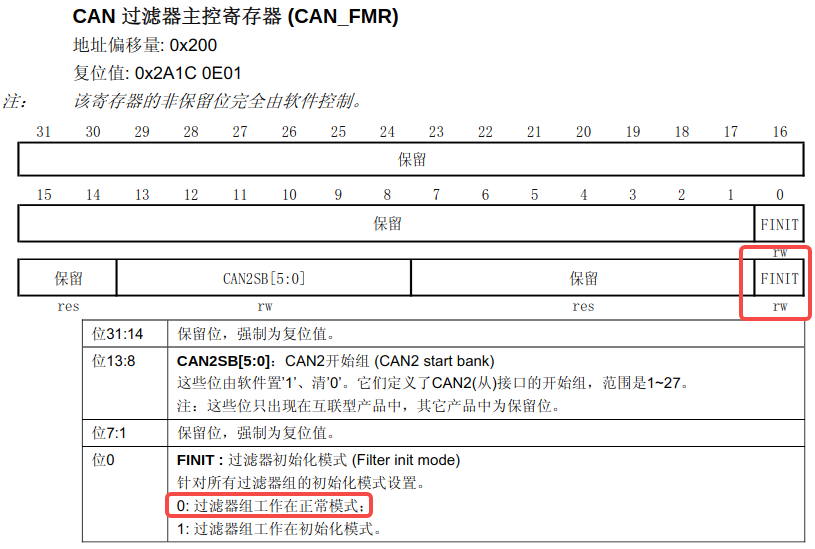 CAN 过滤器主控寄存器 (CAN_FMR)
地址偏移量: 0x200
复位值: 0x2A1C 0E01
注： 该寄存器的非保留位完全由软件控制。
31 30 29 28 27 26 25 24 23 22 21 20 19 18 17 16
保留
15 14 13 12 11 10 9 8 7 6 5 4 3 2 1 0
保留 FINIT
rw
保留 CAN2SB[5:0] 保留 FINIT
res rw res rw
位31:14 保留位，强制为复位值。
位13:8 CAN2SB[5:0]：CAN2开始组 (CAN2 start bank)
这些位由软件置'1'、清'0'。它们定义了CAN2(从)接口的开始组，范围是1~27。
注：这些位只出现在互联型产品中，其它产品中为保留位。
位7:1 保留位，强制为复位值。
位0 FINIT : 过滤器初始化模式 (Filter init mode)
针对所有过滤器组的初始化模式设置。
0: 过滤器组工作在正常模式；
1: 过滤器组工作在初始化模式。